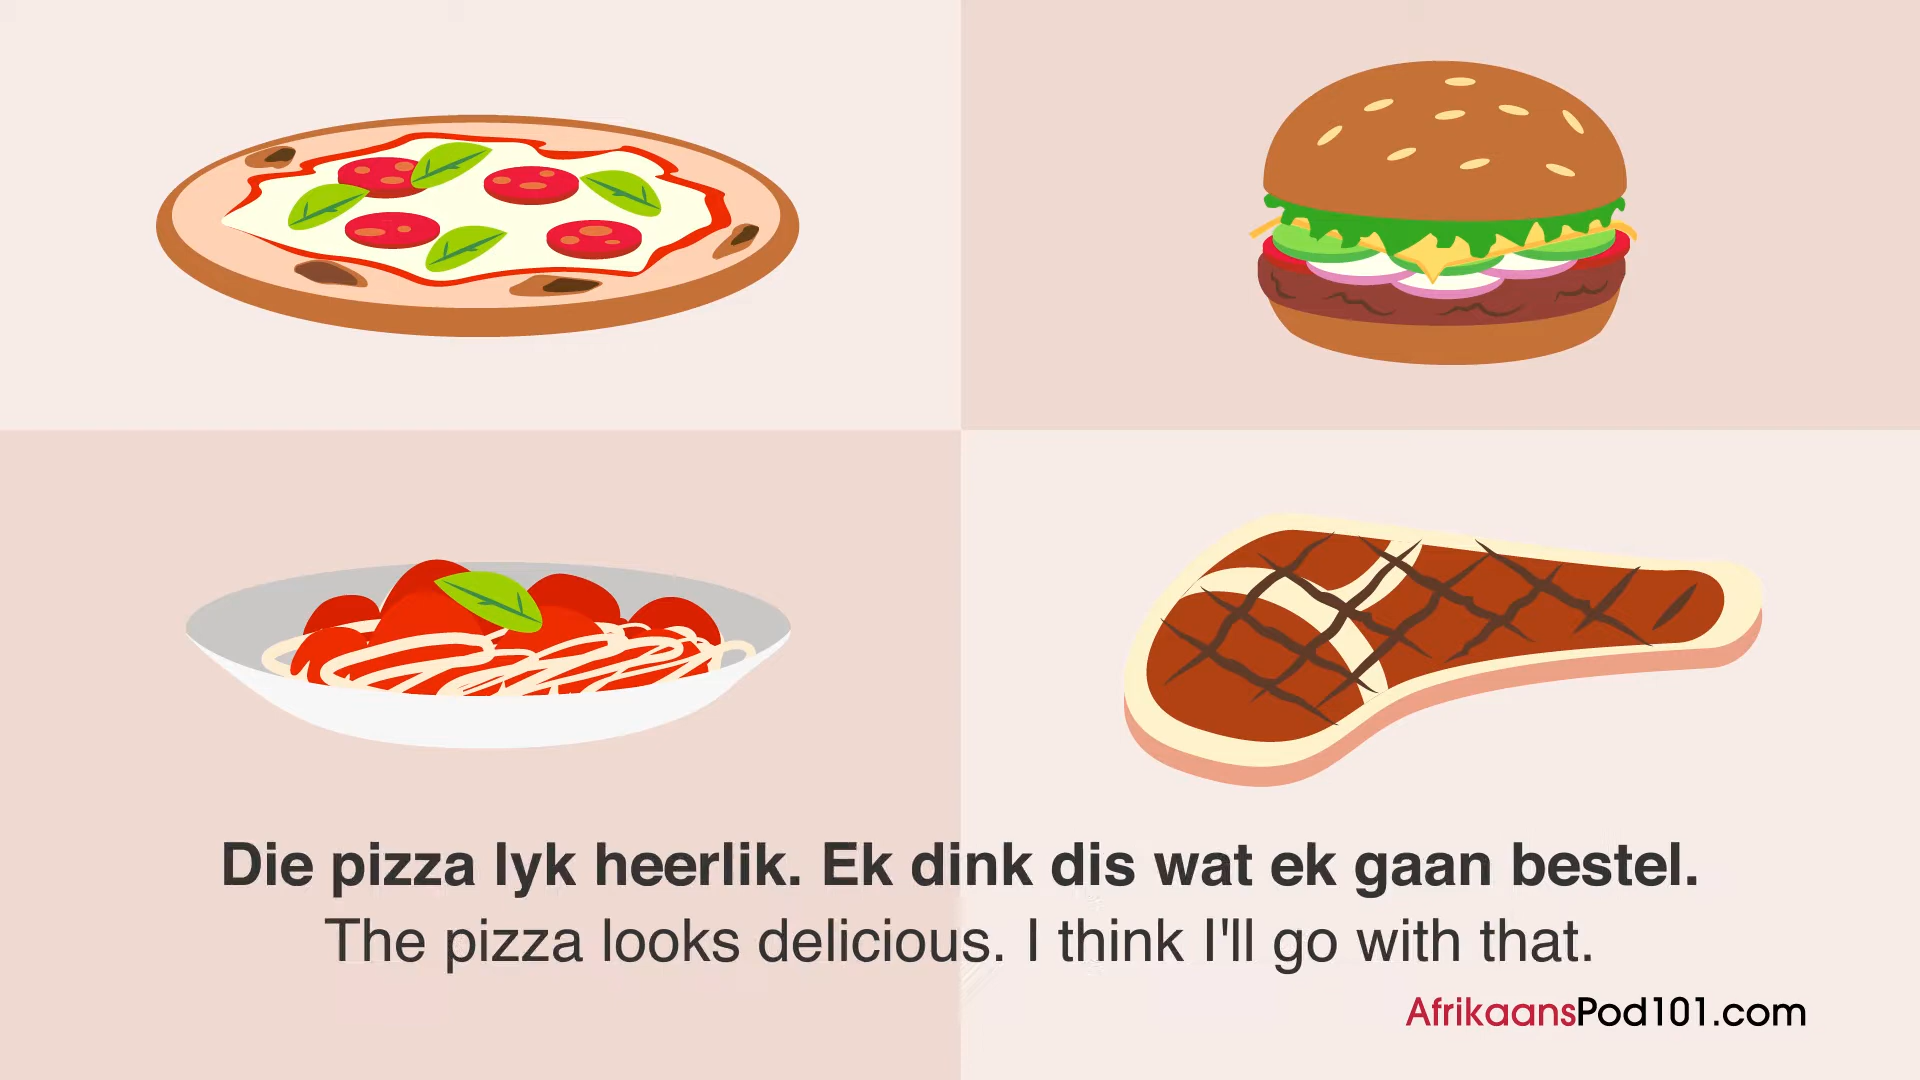 Die pizza lyk heerlik. Ek dink dis wat ek gaan bestel.
The pizza looks delicious. I think I'll go with that.
AfrikaansPod101.com